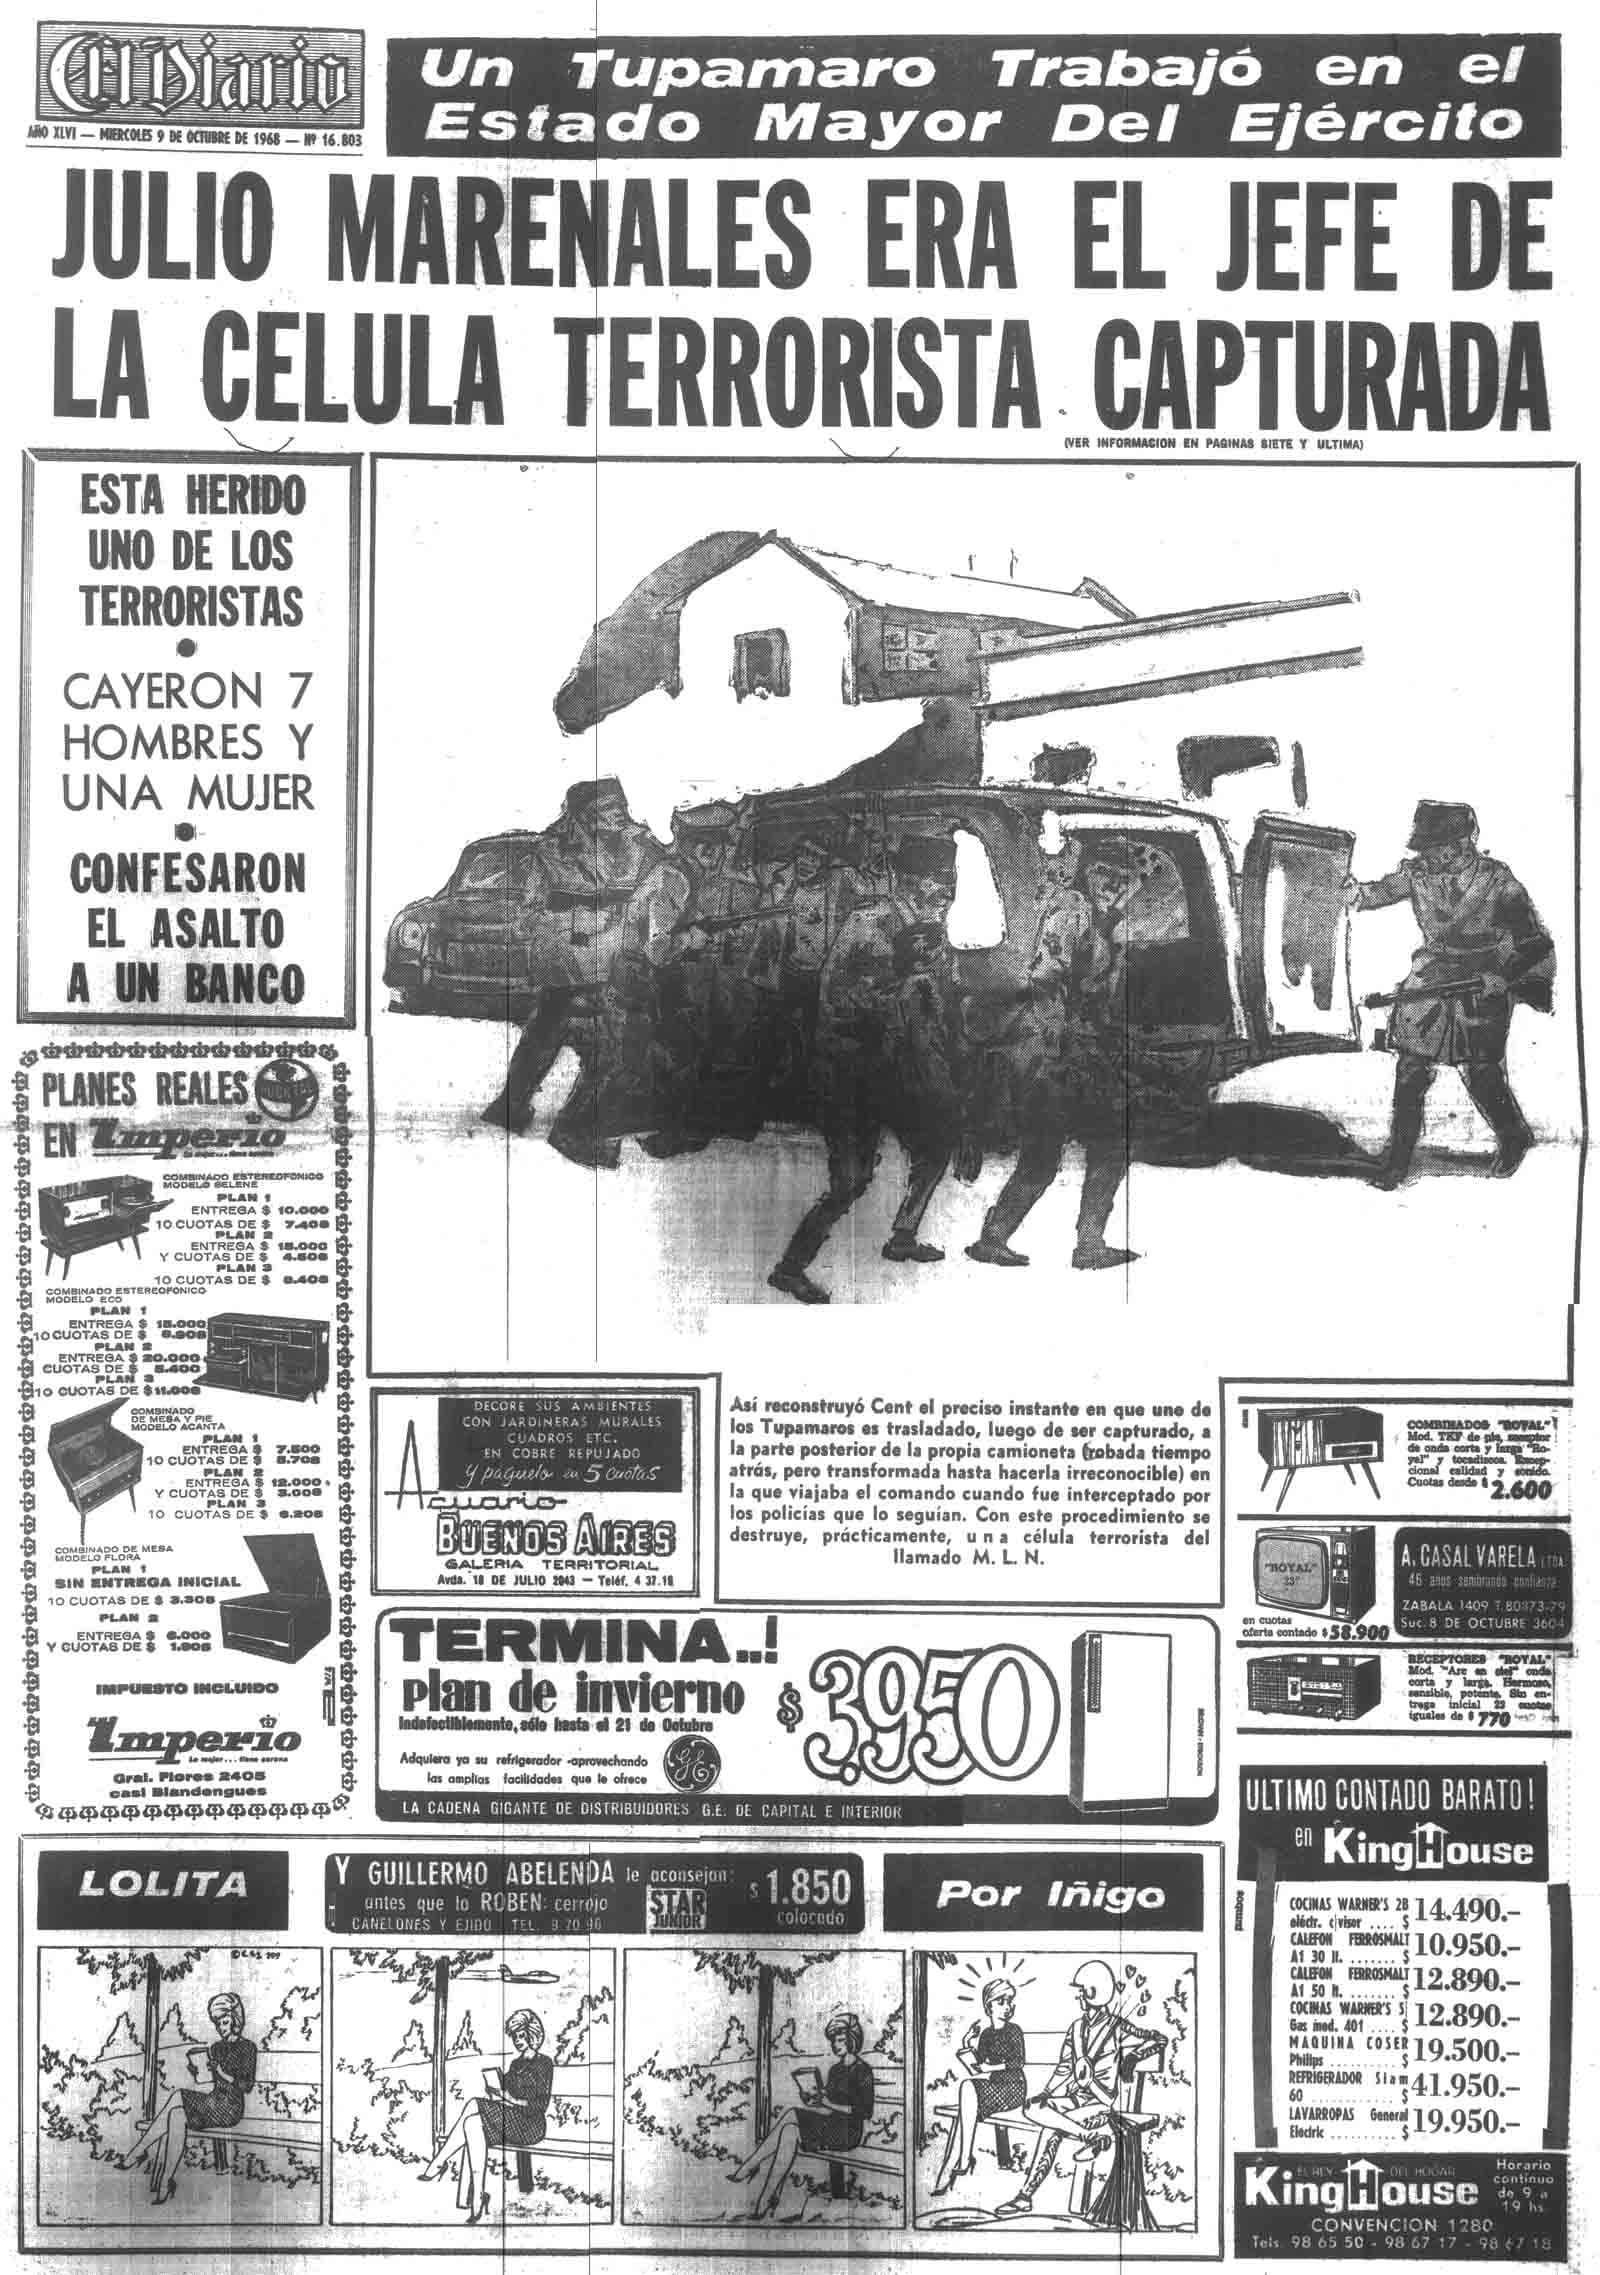 El Diario
AÑO XLVI — MIERCOLES 9 DE OCTUBRE DE 1968 — Nº 16.803
Un Tupamaro Trabajó en el
Estado Mayor Del Ejército
JULIO MARENALES ERA EL JEFE DE
LA CELULA TERRORISTA CAPTURADA
(VER INFORMACION EN PAGINAS SIETE Y ULTIMA)
ESTA HERIDO
UNO DE LOS
TERRORISTAS
CAYERON 7
HOMBRES Y
UNA MUJER
CONFESARON
EL ASALTO
A UN BANCO
PLANES REALES
EN Imperio
La mejor... tiene corona
COMBINADO ESTEREOFONICO
MODELO SELENE
PLAN 1
ENTREGA $ 10.000
10 CUOTAS DE $ 7.408
PLAN 2
ENTREGA $ 15.000
Y CUOTAS DE $ 4.508
PLAN 3
10 CUOTAS DE $ 8.408
COMBINADO ESTEREOFONICO
MODELO ECO
PLAN 1
ENTREGA $ 15.000
10 CUOTAS DE $ 8.908
PLAN 2
ENTREGA $ 20.000
CUOTAS DE $ 5.400
PLAN 3
10 CUOTAS DE $ 11.008
COMBINADO
DE MESA Y PIE
MODELO ACANTA
PLAN 1
ENTREGA $ 7.500
10 CUOTAS DE $ 5.708
PLAN 2
ENTREGA $ 12.000
Y CUOTAS DE $ 3.008
PLAN 3
10 CUOTAS DE $ 6.208
COMBINADO DE MESA
MODELO FLORA
PLAN 1
SIN ENTREGA INICIAL
10 CUOTAS DE $ 3.308
PLAN 2
ENTREGA $ 6.000
Y CUOTAS DE $ 1.908
IMPUESTO INCLUIDO
Imperio
La mejor... tiene corona
Gral. Flores 2405
casi Blandengues
DECORE SUS AMBIENTES
CON JARDINERAS MURALES
CUADROS ETC.
EN COBRE REPUJADO
Y páguelo en 5 cuotas
Acuario
BUENOS AIRES
GALERIA TERRITORIAL
Avda. 18 DE JULIO 2043 — Teléf. 4 37.18
Así reconstruyó Cent el preciso instante en que uno de
los Tupamaros es trasladado, luego de ser capturado, a
la parte posterior de la propia camioneta (robada tiempo
atrás, pero transformada hasta hacerla irreconocible) en
la que viajaba el comando cuando fue interceptado por
los policías que lo seguían. Con este procedimiento se
destruye, prácticamente, una célula terrorista del
llamado M. L. N.
COMBINADOS "ROYAL"
Mod. TKF de pie, receptor
de onda corta y larga "Ro-
yal" y tocadiscos. Excep-
cional calidad y sonido.
Cuotas desde $ 2.600
"ROYAL"
23"
en cuotas
oferta contado $ 58.900
A. CASAL VARELA LTDA.
46 años sembrando confianza
ZABALA 1409 T. 80373-79
Suc. 8 DE OCTUBRE 3604
RECEPTORES "ROYAL"
Mod. "Arc en ciel" onda
corta y larga. Hermoso,
sensible, potente. Sin en-
trega inicial 22 cuotas
iguales de $ 770
TERMINA..!
plan de invierno
Indefectiblemente, sólo hasta el 21 de Octubre
Adquiera ya su refrigerador -aprovechando
las amplias facilidades que le ofrece
GE
$ 3.950
LA CADENA GIGANTE DE DISTRIBUIDORES G.E. DE CAPITAL E INTERIOR
ULTIMO CONTADO BARATO!
en KingHouse
COCINAS WARNER'S 2B
eléctr. c/visor .... $ 14.490.-
CALEFON FERROSMALT
A1 30 lt. ....... $ 10.950.-
CALEFON FERROSMALT
A1 50 lt. ....... $ 12.890.-
COCINAS WARNER'S S
Gas mod. 401 .... $ 12.890.-
MAQUINA COSER
Philips .......... $ 19.500.-
REFRIGERADOR Siam
60 ............ $ 41.950.-
LAVARROPAS General
Electric .......... $ 19.950.-
EL REY DEL HOGAR
KingHouse
Horario
contínuo
de 9 a
19 hs.
CONVENCION 1280
Tels. 98 65 50 - 98 67 17 - 98 67 18
LOLITA
Y GUILLERMO ABELENDA le aconsejan:
antes que lo ROBEN: cerrojo
CANELONES Y EJIDO TEL. 9.70.96
STAR
JUNIOR
$ 1.850
colocado
Por Iñigo